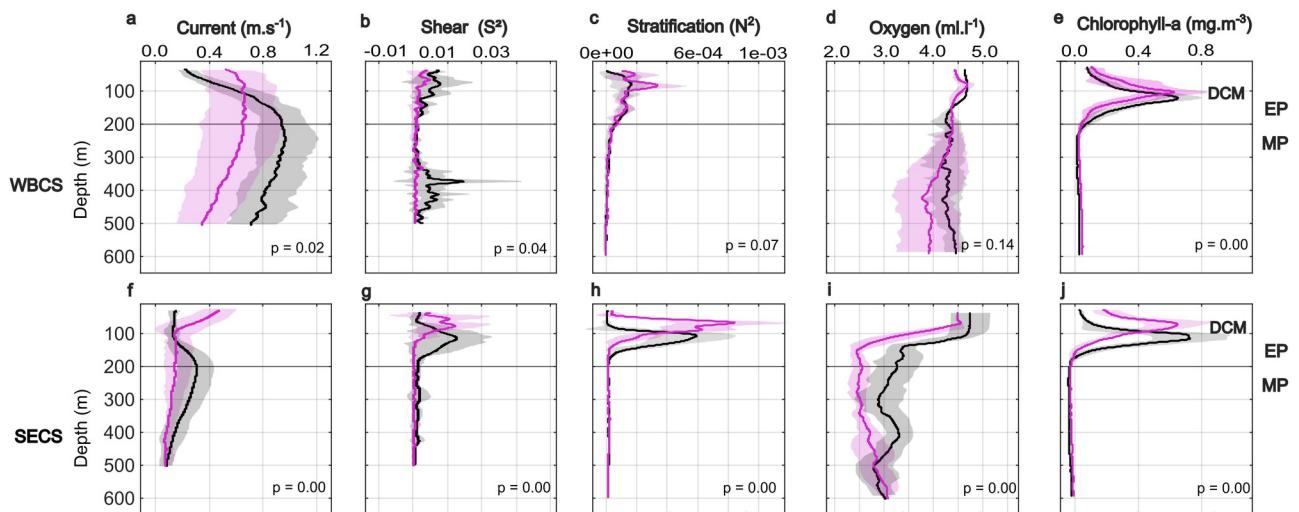 a b c d e
Current (m.s⁻¹) Shear (S²) Stratification (N²) Oxygen (ml.l⁻¹) Chlorophyll-a (mg.m⁻³)
0.0 0.4 0.8 1.2 -0.01 0.01 0.03 0e+00 6e-04 1e-03 2.0 3.0 4.0 5.0 0.0 0.4 0.8
100
200
300
400
500
600
Depth (m)
WBCS
DCM
EP
MP
p = 0.02 p = 0.04 p = 0.07 p = 0.14 p = 0.00
f g h i j
100
200
300
400
500
600
Depth (m)
SECS
DCM
EP
MP
p = 0.00 p = 0.00 p = 0.00 p = 0.00 p = 0.00